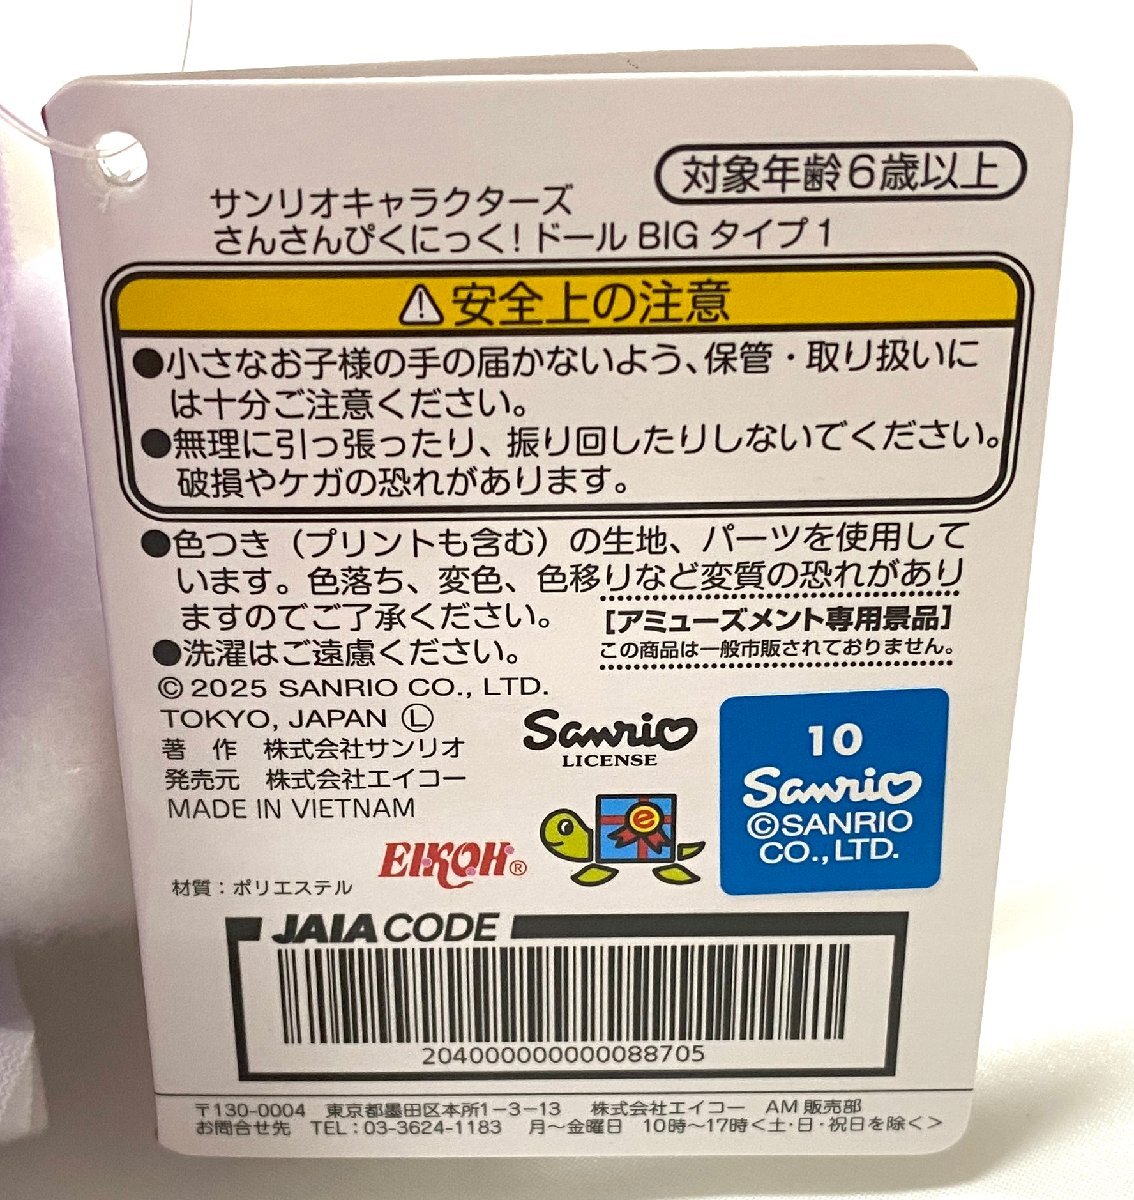 対象年齢6歳以上
サンリオキャラクターズ
さんさんぴくにっく！ドール BIG タイプ1
⚠安全上の注意
●小さなお子様の手の届かないよう、保管・取り扱いに
は十分ご注意ください。
●無理に引っ張ったり、振り回したりしないでください。
破損やケガの恐れがあります。
●色つき（プリントも含む）の生地、パーツを使用して
います。色落ち、変色、色移りなど変質の恐れがあり
ますのでご了承ください。
[アミューズメント専用景品]
この商品は一般市販されておりません。
●洗濯はご遠慮ください。
© 2025 SANRIO CO., LTD.
TOKYO, JAPAN Ⓛ
著　作　株式会社サンリオ
発売元　株式会社エイコー
MADE IN VIETNAM
Sanrio
LICENSE
10
Sanrio
©SANRIO
CO.,LTD.
e
EIKOH®
材質：ポリエステル
JAIA CODE
204000000000088705
〒130-0004　東京都墨田区本所1-3-13　株式会社エイコー　AM 販売部
お問合せ先　TEL：03-3624-1183　月〜金曜日　10時〜17時＜土・日・祝日を除く＞